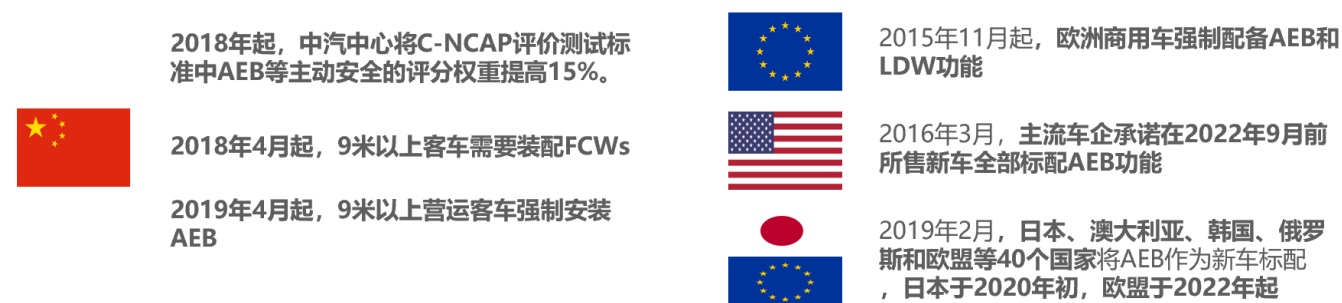 2018年起，中汽中心将C-NCAP评价测试标
准中AEB等主动安全的评分权重提高15%。
2018年4月起，9米以上客车需要装配FCWs
2019年4月起，9米以上营运客车强制安装
AEB
2015年11月起，欧洲商用车强制配备AEB和
LDW功能
2016年3月，主流车企承诺在2022年9月前
所售新车全部标配AEB功能
2019年2月，日本、澳大利亚、韩国、俄罗
斯和欧盟等40个国家将AEB作为新车标配
，日本于2020年初，欧盟于2022年起